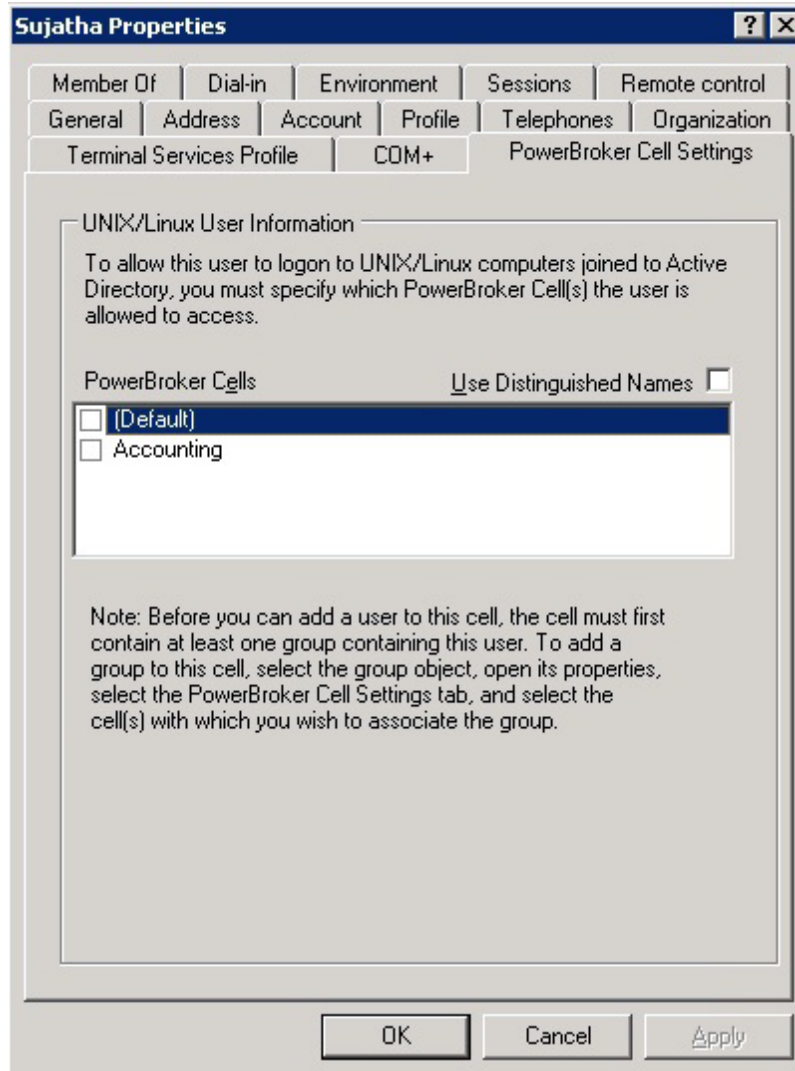 Sujatha Properties
Member Of Dial-in Environment Sessions Remote control
General Address Account Profile Telephones Organization
Terminal Services Profile COM+ PowerBroker Cell Settings
UNIX/Linux User Information
To allow this user to logon to UNIX/Linux computers joined to Active
Directory, you must specify which PowerBroker Cell(s) the user is
allowed to access.
PowerBroker Cells Use Distinguished Names
(Default)
Accounting
Note: Before you can add a user to this cell, the cell must first
contain at least one group containing this user. To add a
group to this cell, select the group object, open its properties,
select the PowerBroker Cell Settings tab, and select the
cell(s) with which you wish to associate the group.
OK Cancel Apply